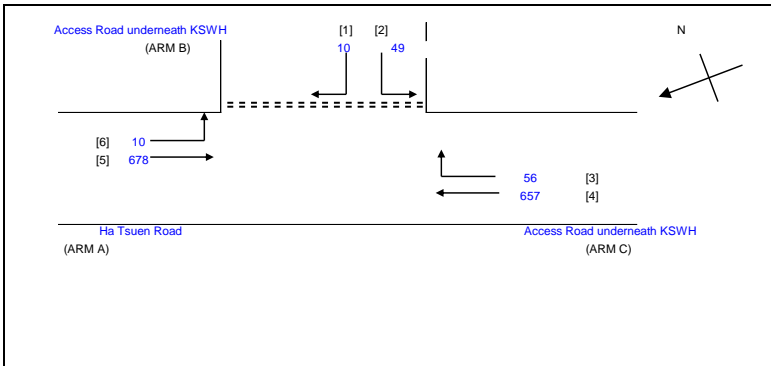 Access Road underneath KSWH [1] [2] N
(ARM B) 10 49
[6] 10
[5] 678
56 [3]
657 [4]
Ha Tsuen Road Access Road underneath KSWH
(ARM A) (ARM C)